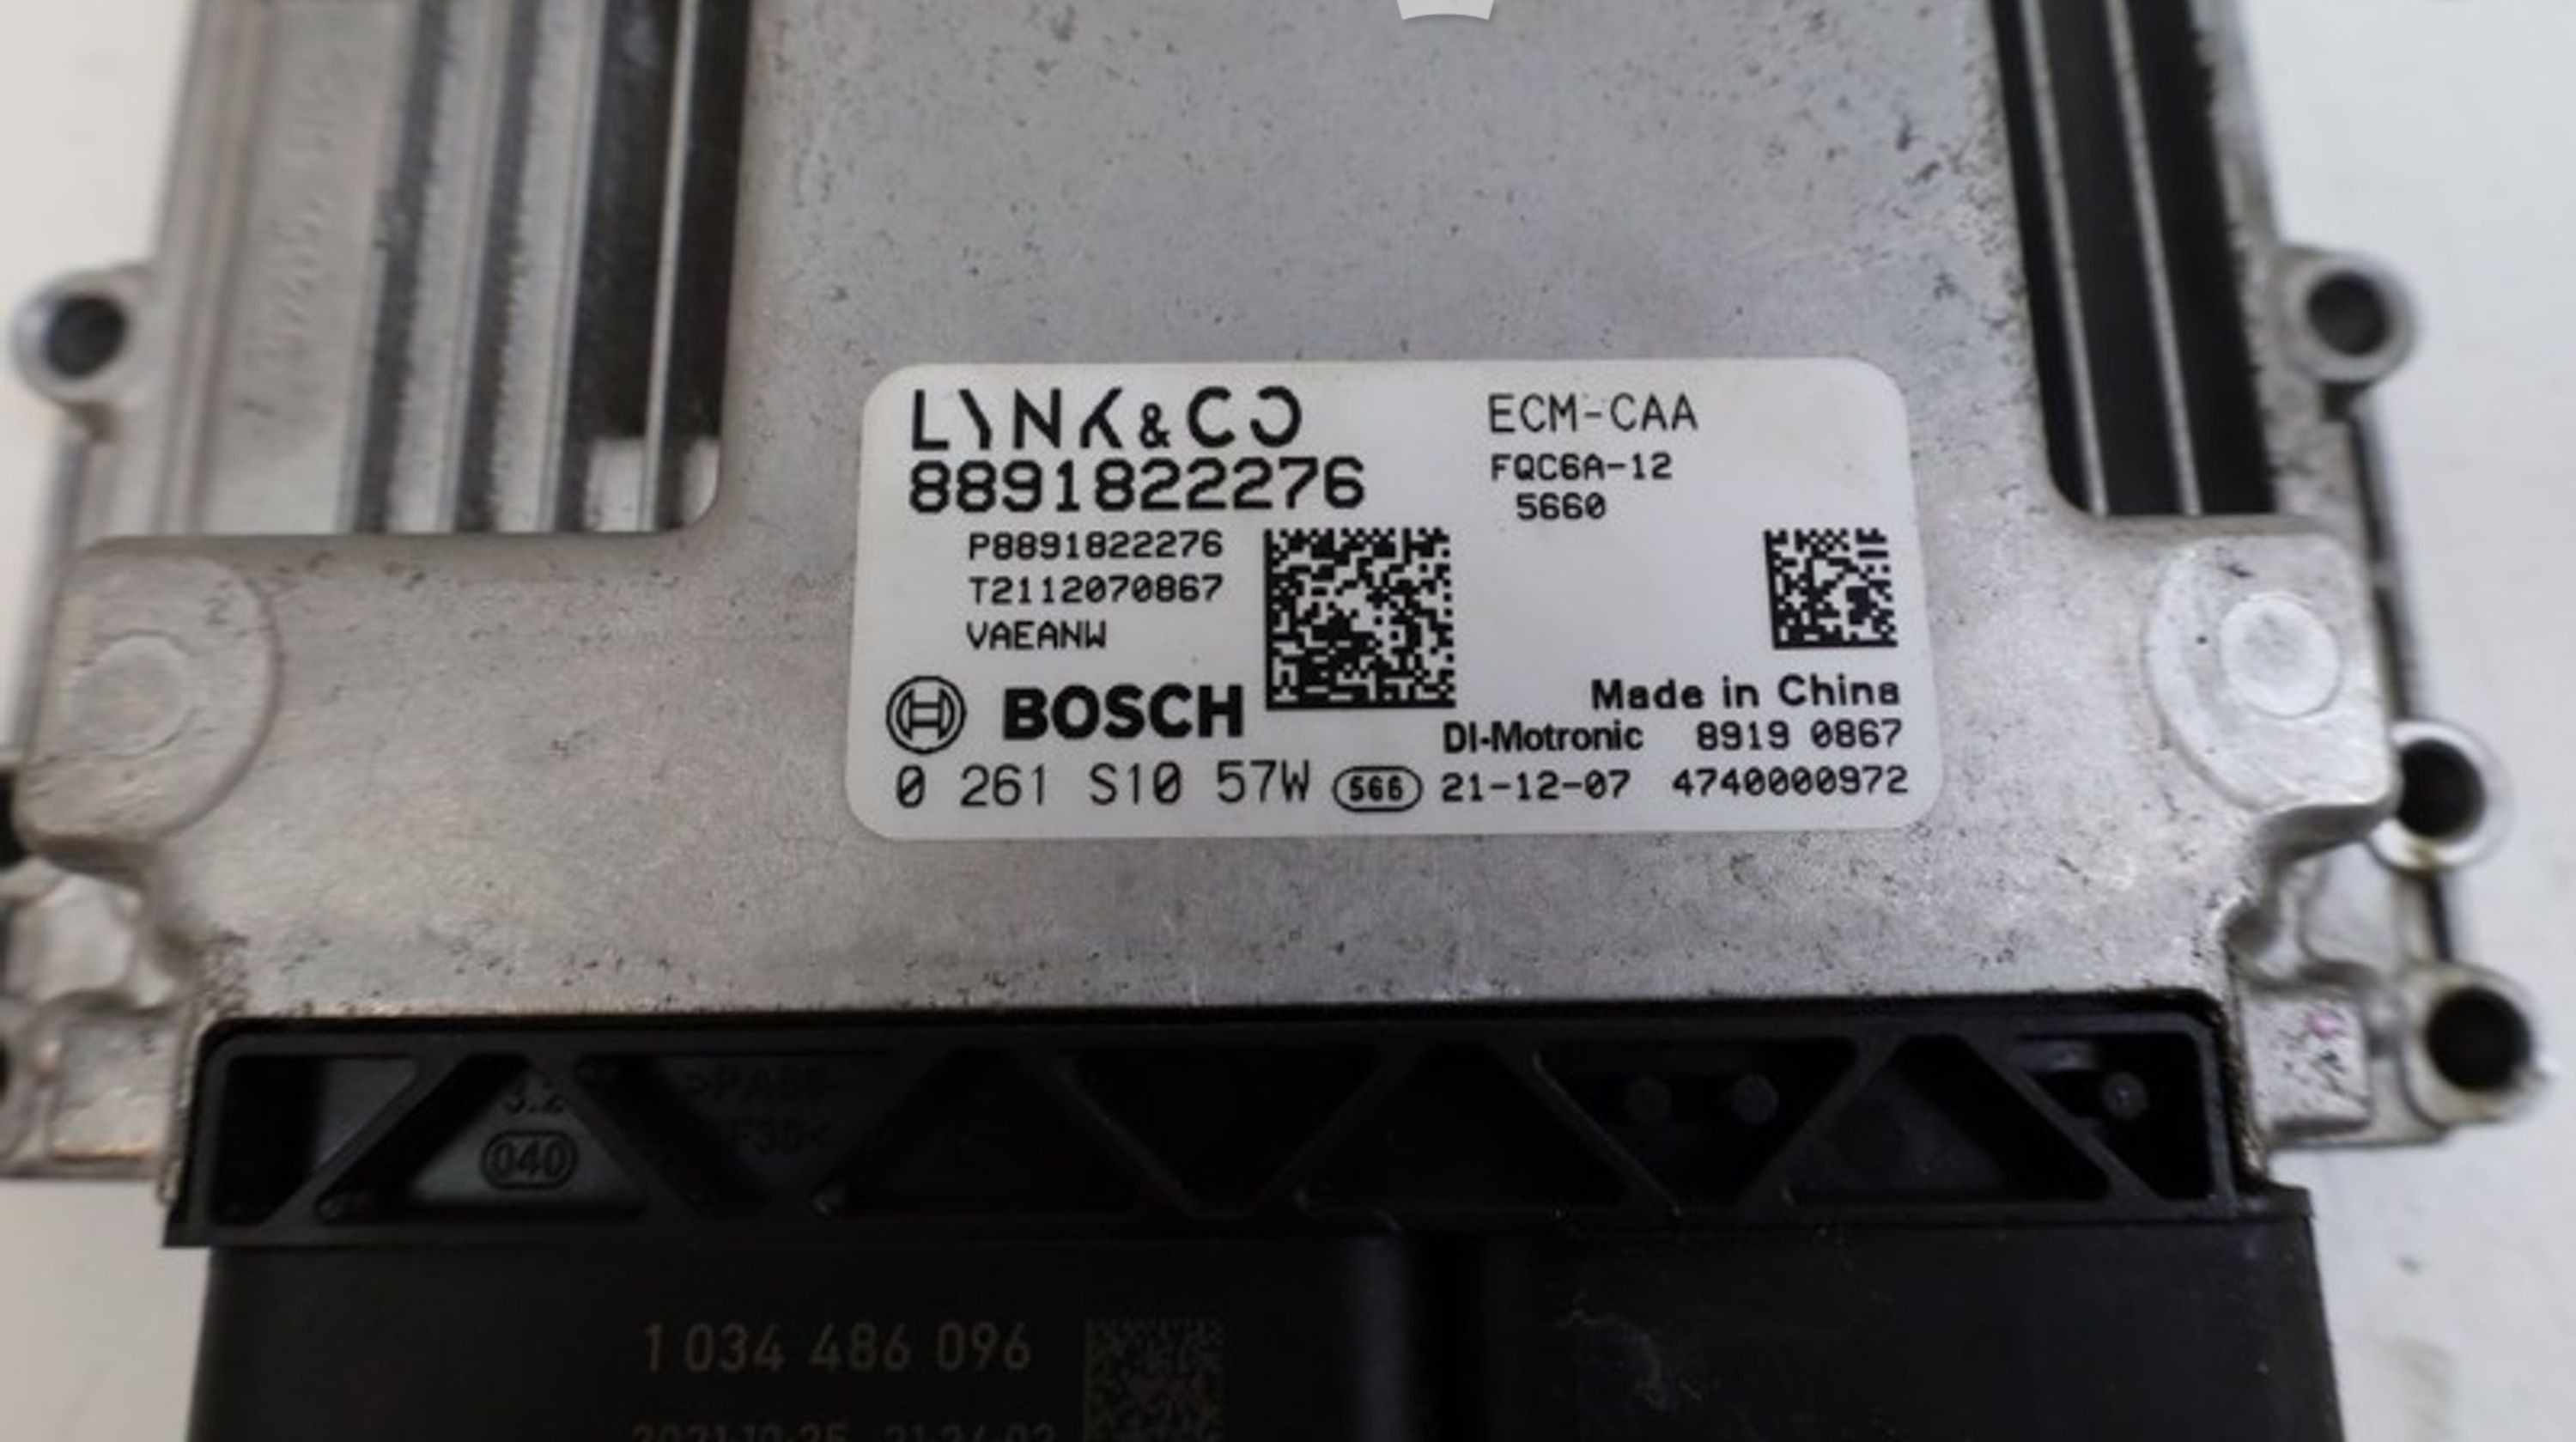 LYNK & CO
8891822276
P8891822276
T2112070867
VAEANW
BOSCH
0 261 S10 57W 566 21-12-07 4740000972
ECM-CAA
FQC6A-12
5660
Made in China
DI-Motronic 8919 0867
040
1 034 486 096